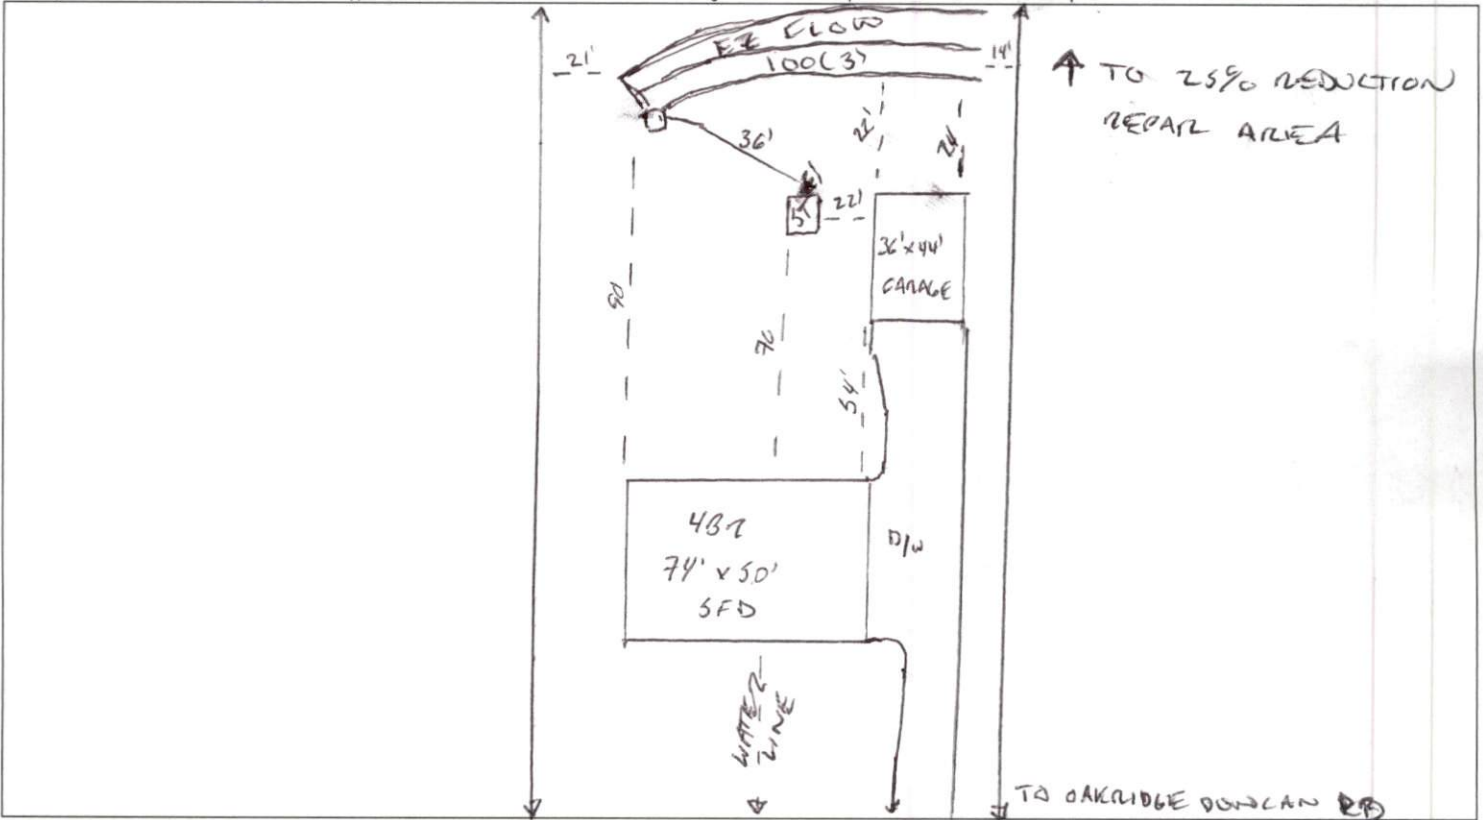 EZ FLOW
21'
100(3)
14'
↑ TO 25% REDUCTION
REPAIR AREA
36'
22'
24'
5'
22'
36'x44'
GARAGE
90
70
54'
4BR
74' x 50'
SFD
D/W
WATER
LINE
TO OAKRIDGE DUNCAN RD